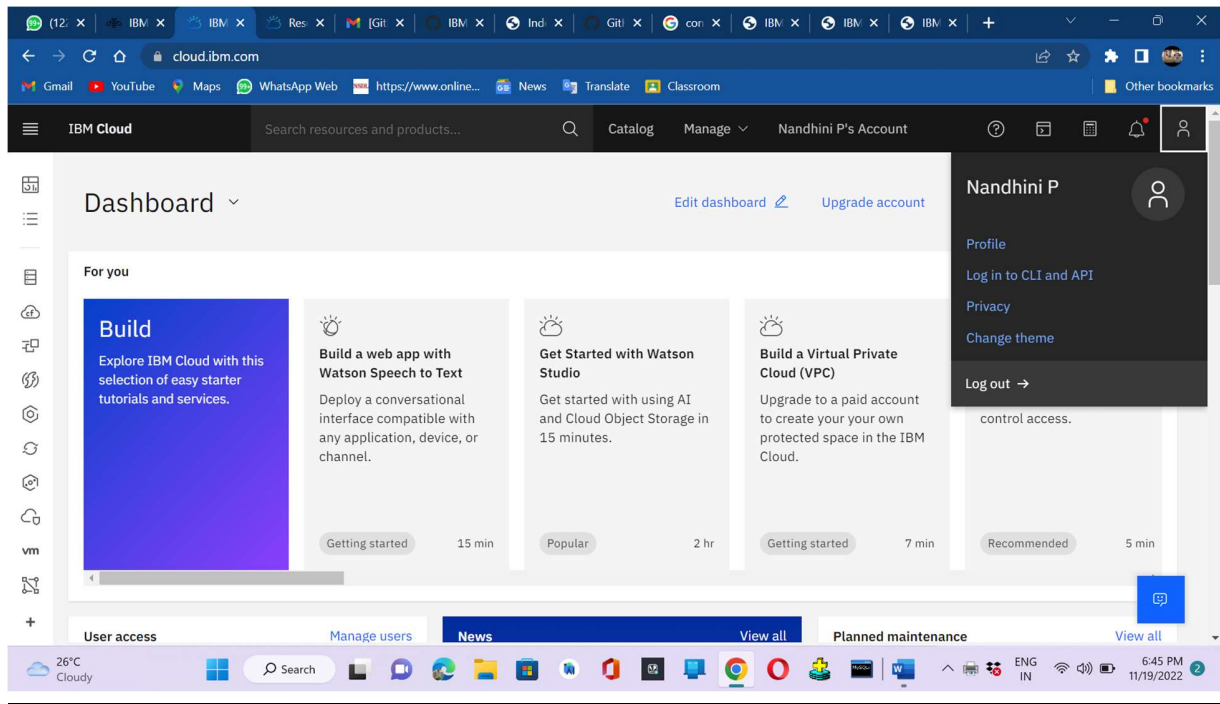 (12: IBM IBM Res [Git IBM Ind Git con IBM IBM IBM
cloud.ibm.com
Gmail YouTube Maps WhatsApp Web https://www.online... News Translate Classroom Other bookmarks
IBM Cloud Search resources and products... Catalog Manage Nandhini P's Account
Nandhini P
Profile
Log in to CLI and API
Privacy
Change theme
Log out →
Dashboard Edit dashboard Upgrade account
For you
Build
Explore IBM Cloud with this
selection of easy starter
tutorials and services.
Build a web app with
Watson Speech to Text
Deploy a conversational
interface compatible with
any application, device, or
channel.
Getting started 15 min
Get Started with Watson
Studio
Get started with using AI
and Cloud Object Storage in
15 minutes.
Popular 2 hr
Build a Virtual Private
Cloud (VPC)
Upgrade to a paid account
to create your your own
protected space in the IBM
Cloud.
Getting started 7 min
control access.
Recommended 5 min
vm
User access Manage users
News View all
Planned maintenance View all
26°C
Cloudy
Search
ENG
IN
6:45 PM
11/19/2022
2